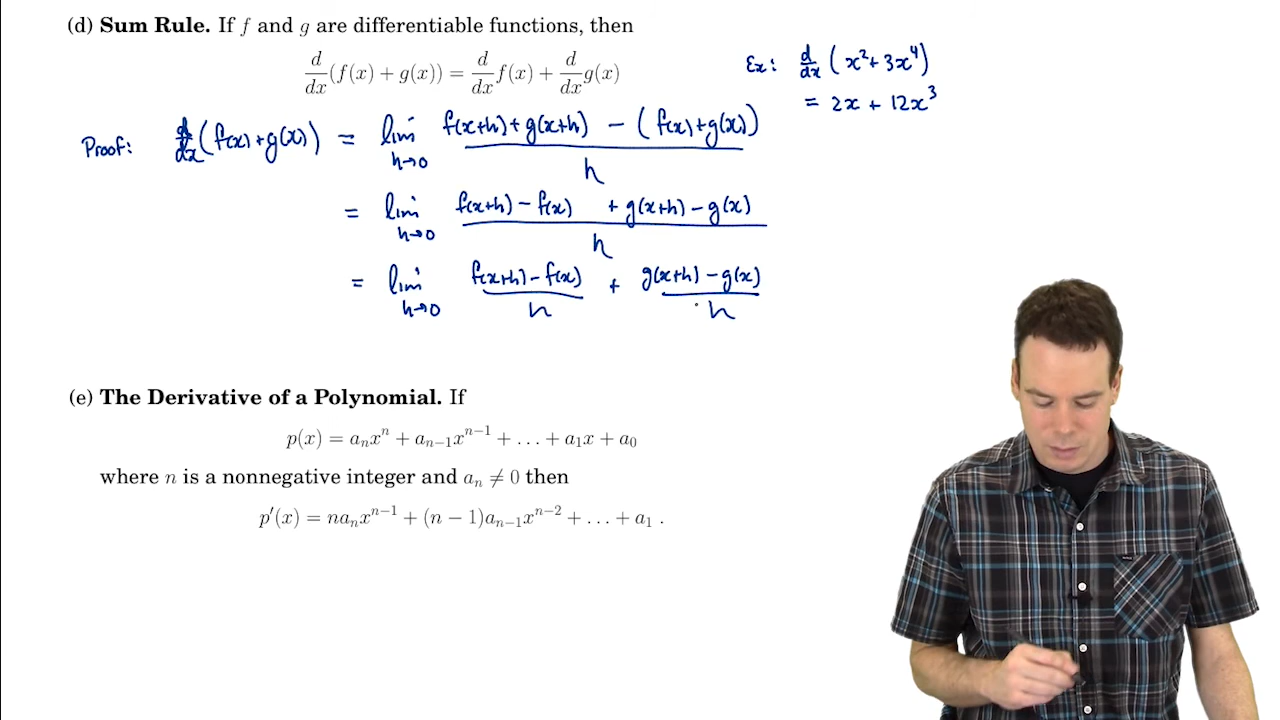 (d) Sum Rule. If f and g are differentiable functions, then
d/dx (f(x) + g(x)) = d/dx f(x) + d/dx g(x)
Ex: d/dx (x² + 3x⁴)
= 2x + 12x³
Proof: d/dx (f(x) + g(x)) = lim h→0 f(x+h) + g(x+h) − (f(x) + g(x)) / h
= lim h→0 f(x+h) − f(x) + g(x+h) − g(x) / h
= lim h→0 f(x+h) − f(x) / h + g(x+h) − g(x) / h
(e) The Derivative of a Polynomial. If
p(x) = aₙxⁿ + aₙ₋₁xⁿ⁻¹ + . . . + a₁x + a₀
where n is a nonnegative integer and aₙ ≠ 0 then
p′(x) = naₙxⁿ⁻¹ + (n − 1)aₙ₋₁xⁿ⁻² + . . . + a₁ .